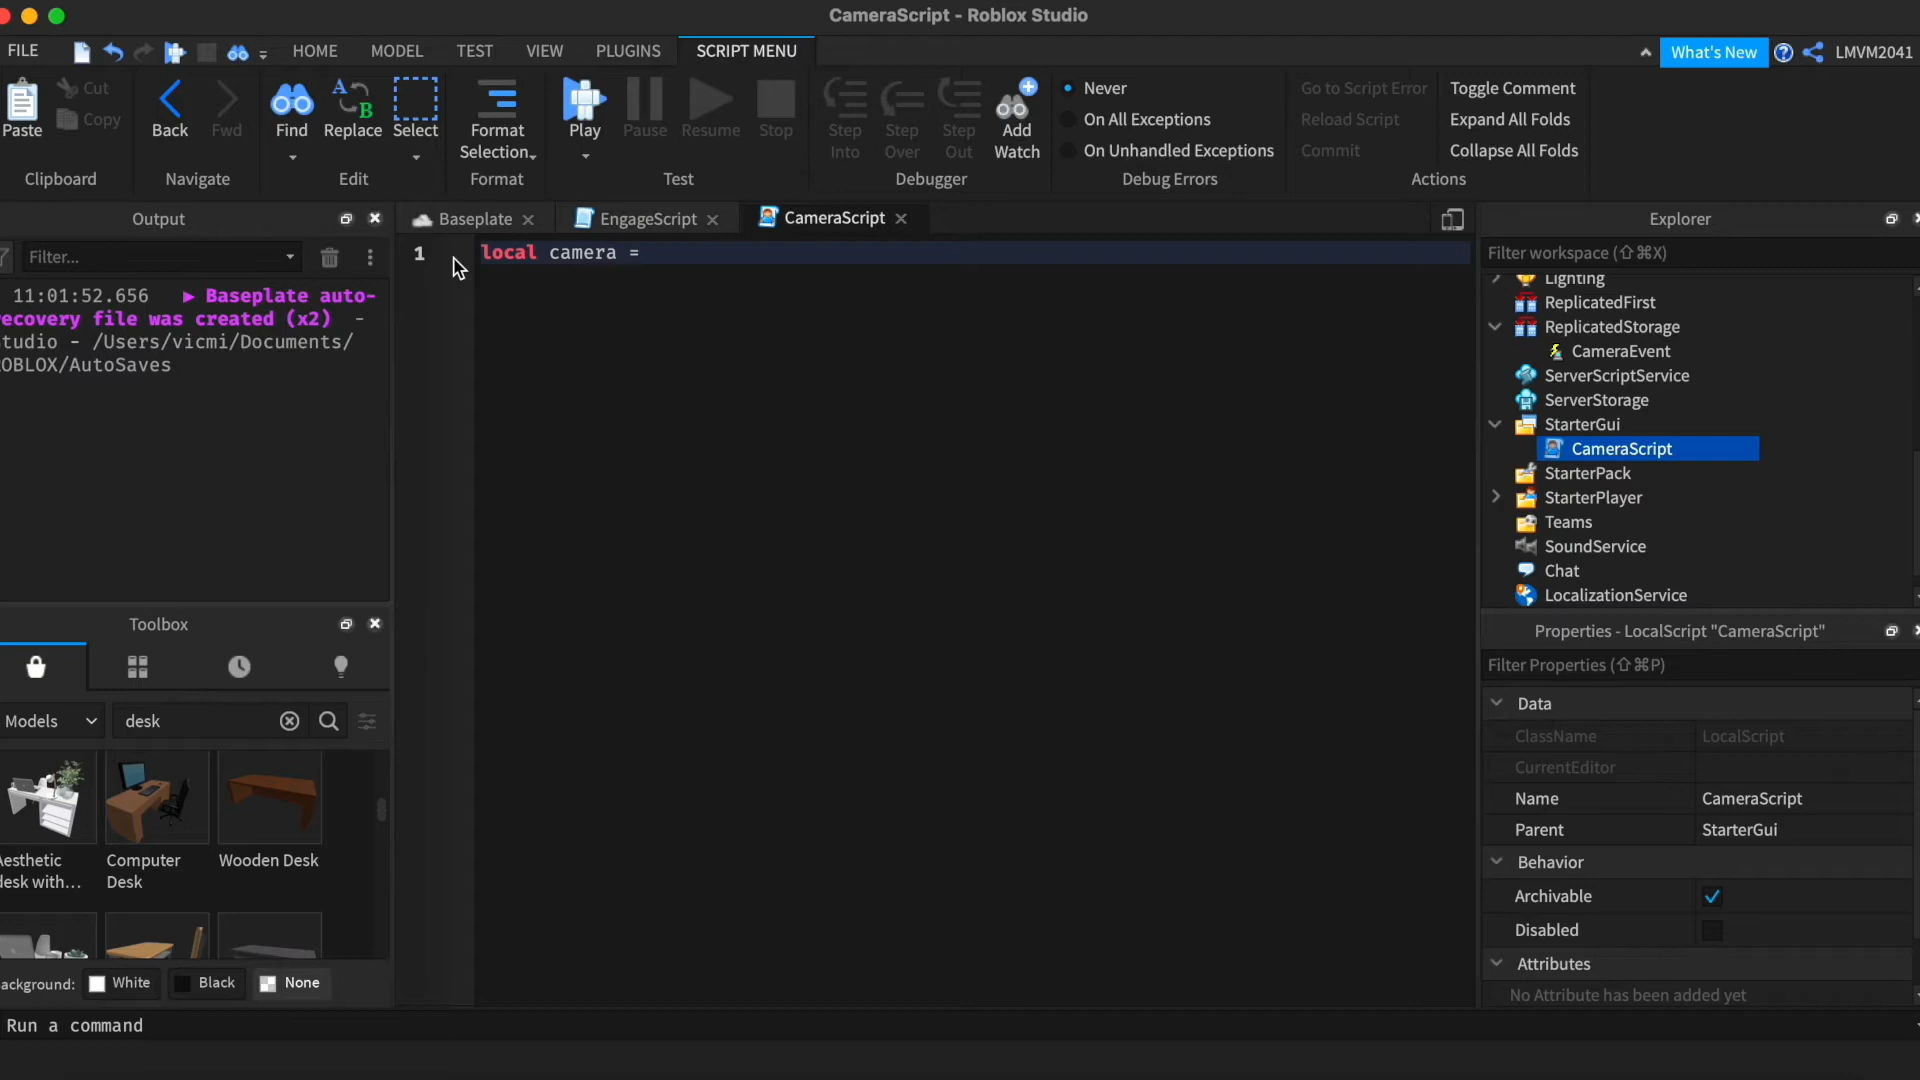 CameraScript - Roblox Studio
FILE
HOME
MODEL
TEST
VIEW
PLUGINS
SCRIPT MENU
What's New
LMVM2041
Paste
Cut
Copy
Clipboard
Back
Fwd
Navigate
Find
Replace
Select
Edit
Format
Selection
Format
Play
Pause
Resume
Stop
Test
Step
Into
Step
Over
Step
Out
Add
Watch
Debugger
Never
On All Exceptions
On Unhandled Exceptions
Debug Errors
Go to Script Error
Reload Script
Commit
Toggle Comment
Expand All Folds
Collapse All Folds
Actions
Output
Filter...
11:01:52.656 ▶ Baseplate auto-
ecovery file was created (x2) -
tudio - /Users/vicmi/Documents/
OBLOX/AutoSaves
Baseplate
EngageScript
CameraScript
1 local camera =
Toolbox
Models
desk
Aesthetic
desk with...
Computer
Desk
Wooden Desk
ackground:
White
Black
None
Run a command
Explorer
Filter workspace (⇧⌘X)
Lighting
ReplicatedFirst
ReplicatedStorage
CameraEvent
ServerScriptService
ServerStorage
StarterGui
CameraScript
StarterPack
StarterPlayer
Teams
SoundService
Chat
LocalizationService
Properties - LocalScript "CameraScript"
Filter Properties (⇧⌘P)
Data
ClassName LocalScript
CurrentEditor
Name CameraScript
Parent StarterGui
Behavior
Archivable
Disabled
Attributes
No Attribute has been added yet